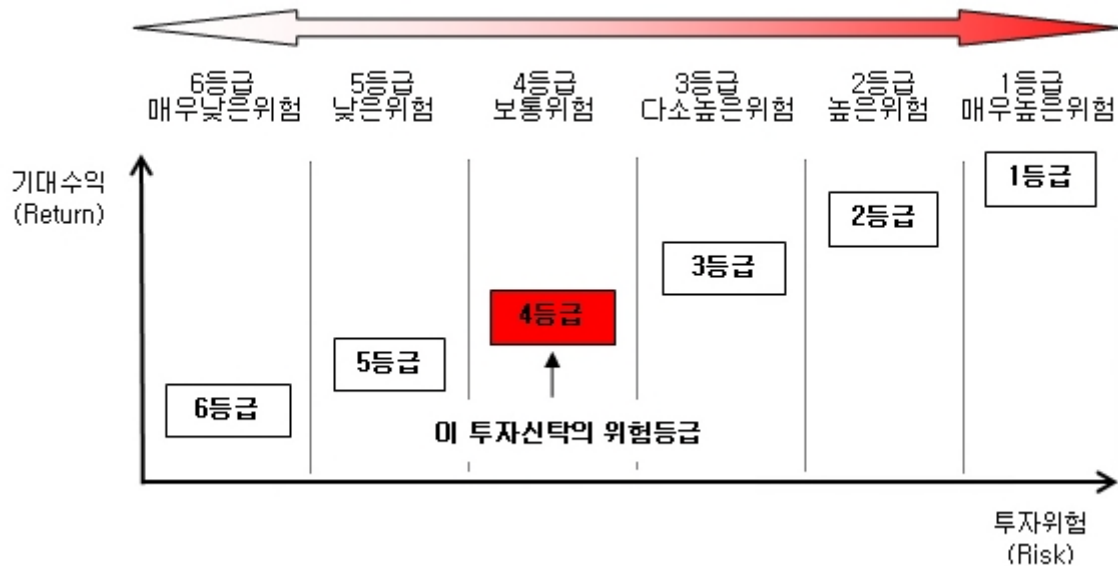 6등급 5등급 4등급 3등급 2등급 1등급
매우낮은위험 낮은위험 보통위험 다소높은위험 높은위험 매우높은위험
기대수익
(Return)
1등급
2등급
3등급
4등급
5등급
6등급
이 투자신탁의 위험등급
투자위험
(Risk)